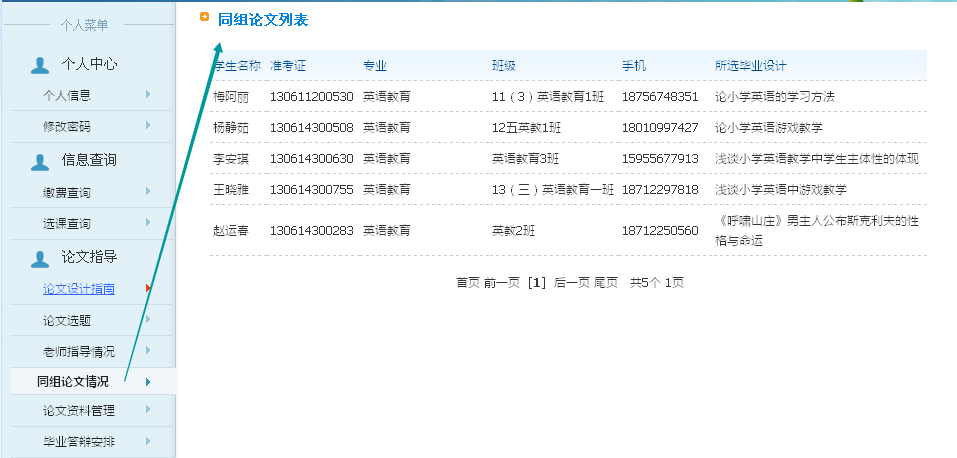 个人菜单
个人中心
个人信息
修改密码
信息查询
缴费查询
选课查询
论文指导
论文设计指南
论文选题
老师指导情况
同组论文情况
论文资料管理
毕业答辩安排
同组论文列表
学生名称 准考证 专业 班级 手机 所选毕业设计
梅阿丽 130611200530 英语教育 11（3）英语教育1班 18756748351 论小学英语的学习方法
杨静茹 130614300508 英语教育 12五英教1班 18010997427 论小学英语游戏教学
李安琪 130614300630 英语教育 英语教育3班 15955677913 浅谈小学英语教学中学生主体性的体现
王晓雅 130614300755 英语教育 13（三）英语教育一班 18712297818 浅谈小学英语中游戏教学
赵运春 130614300283 英语教育 英教2班 18712250560 《呼啸山庄》男主人公布斯克利夫的性
格与命运
首页 前一页 [1] 后一页 尾页 共5个 1页